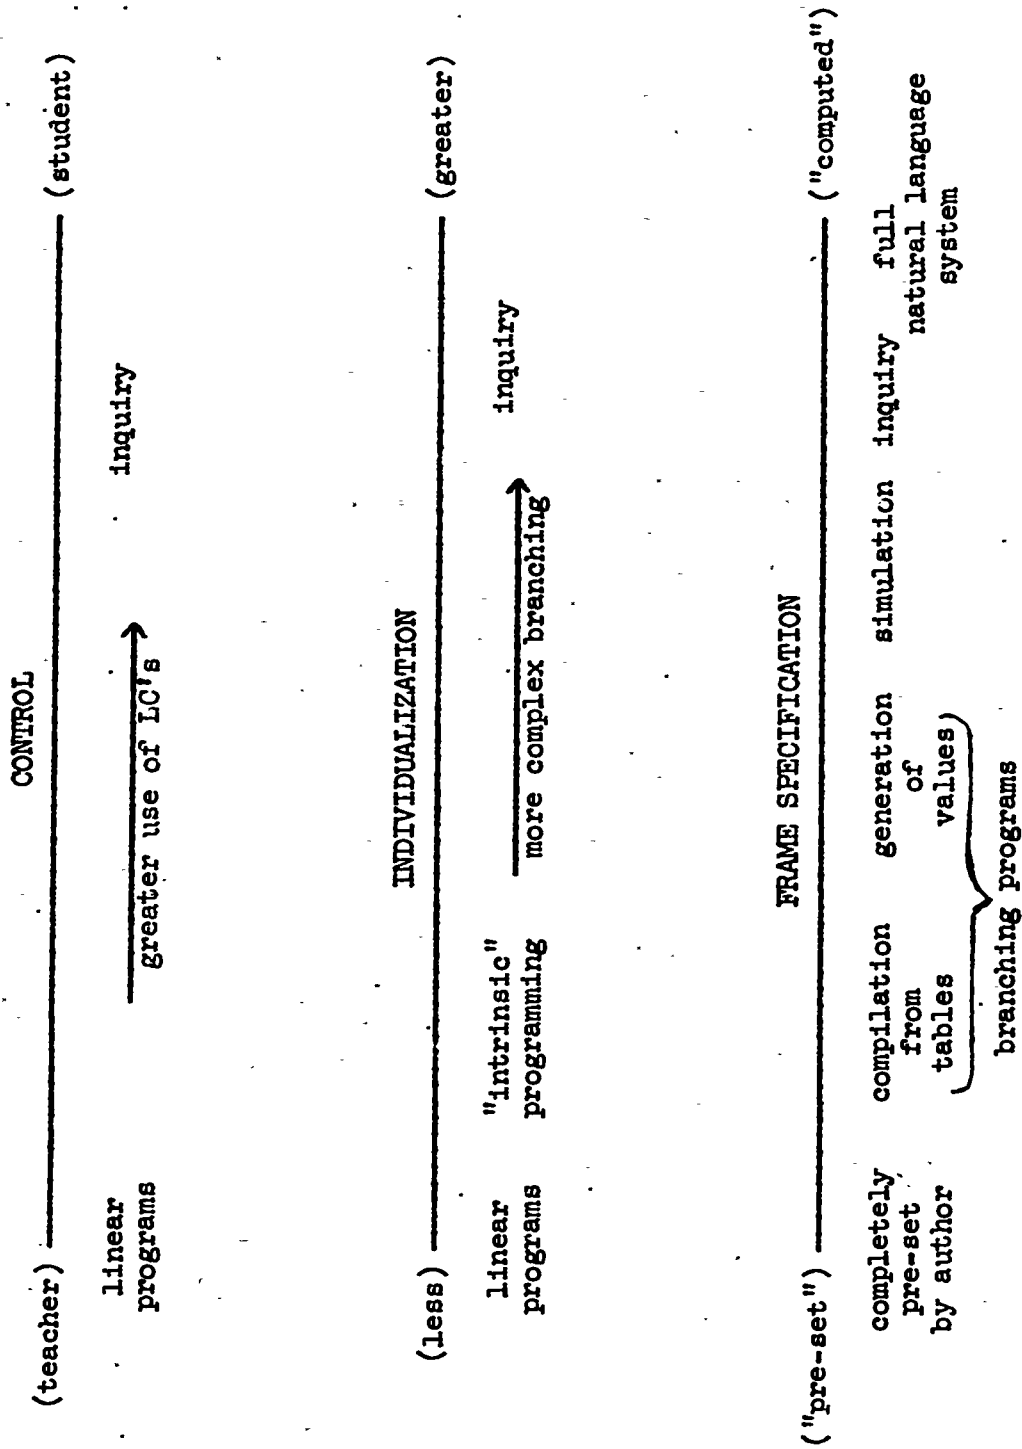 CONTROL
(teacher) (student)
linear
programs
greater use of LC's
inquiry
INDIVIDUALIZATION
(less) (greater)
linear
programs
"intrinsic"
programming
more complex branching
inquiry
FRAME SPECIFICATION
("pre-set") ("computed")
completely
pre-set
by author
compilation
from
tables
generation
of
values
simulation
inquiry
full
natural language
system
branching programs